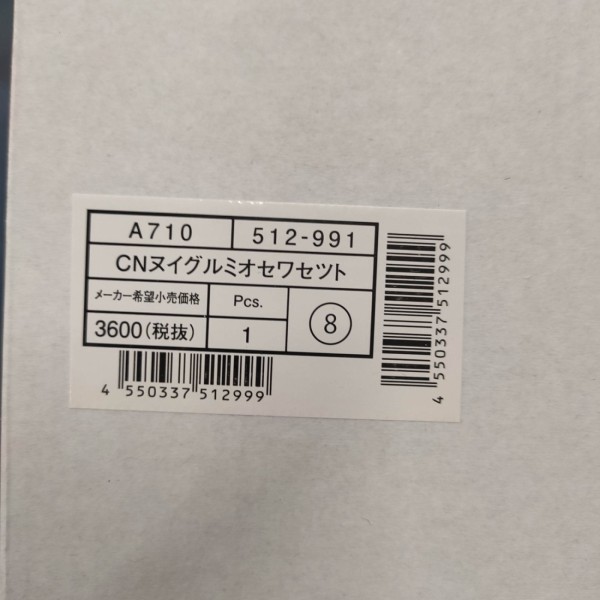 A710 512-991
CNヌイグルミオセワセツト
メーカー希望小売価格 Pcs. ⑧
3600(税抜) 1
4 550337 512999
4 550337 512999